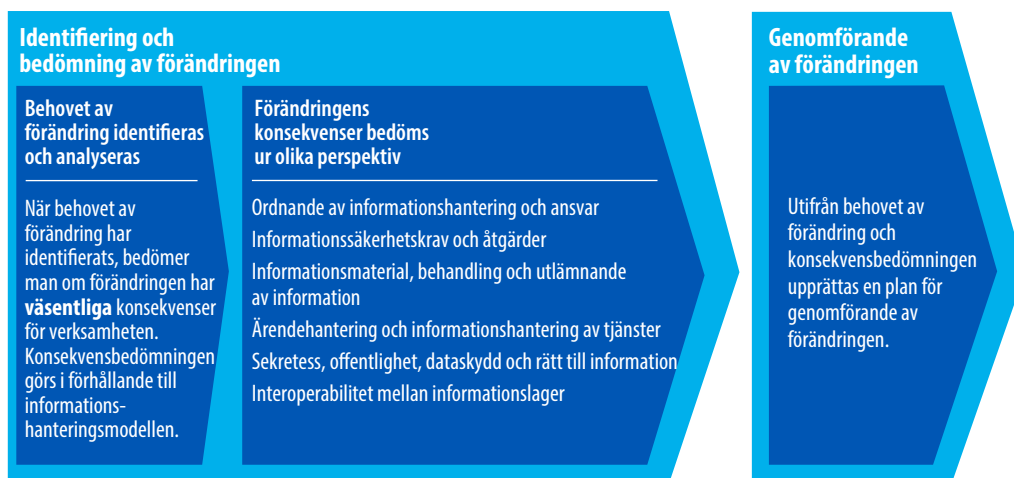 Identifiering och
bedömning av förändringen
Behovet av
förändring identifieras
och analyseras
När behovet av
förändring har
identifierats, bedömer
man om förändringen har
väsentliga konsekvenser
för verksamheten.
Konsekvensbedömningen
görs i förhållande till
informations-
hanteringsmodellen.
Förändringens
konsekvenser bedöms
ur olika perspektiv
Ordnande av informationshantering och ansvar
Informationssäkerhetskrav och åtgärder
Informationsmaterial, behandling och utlämnande
av information
Ärendehantering och informationshantering av tjänster
Sekretess, offentlighet, dataskydd och rätt till information
Interoperabilitet mellan informationslager
Genomförande
av förändringen
Utifrån behovet av
förändring och
konsekvensbedömningen
upprättas en plan för
genomförande av
förändringen.